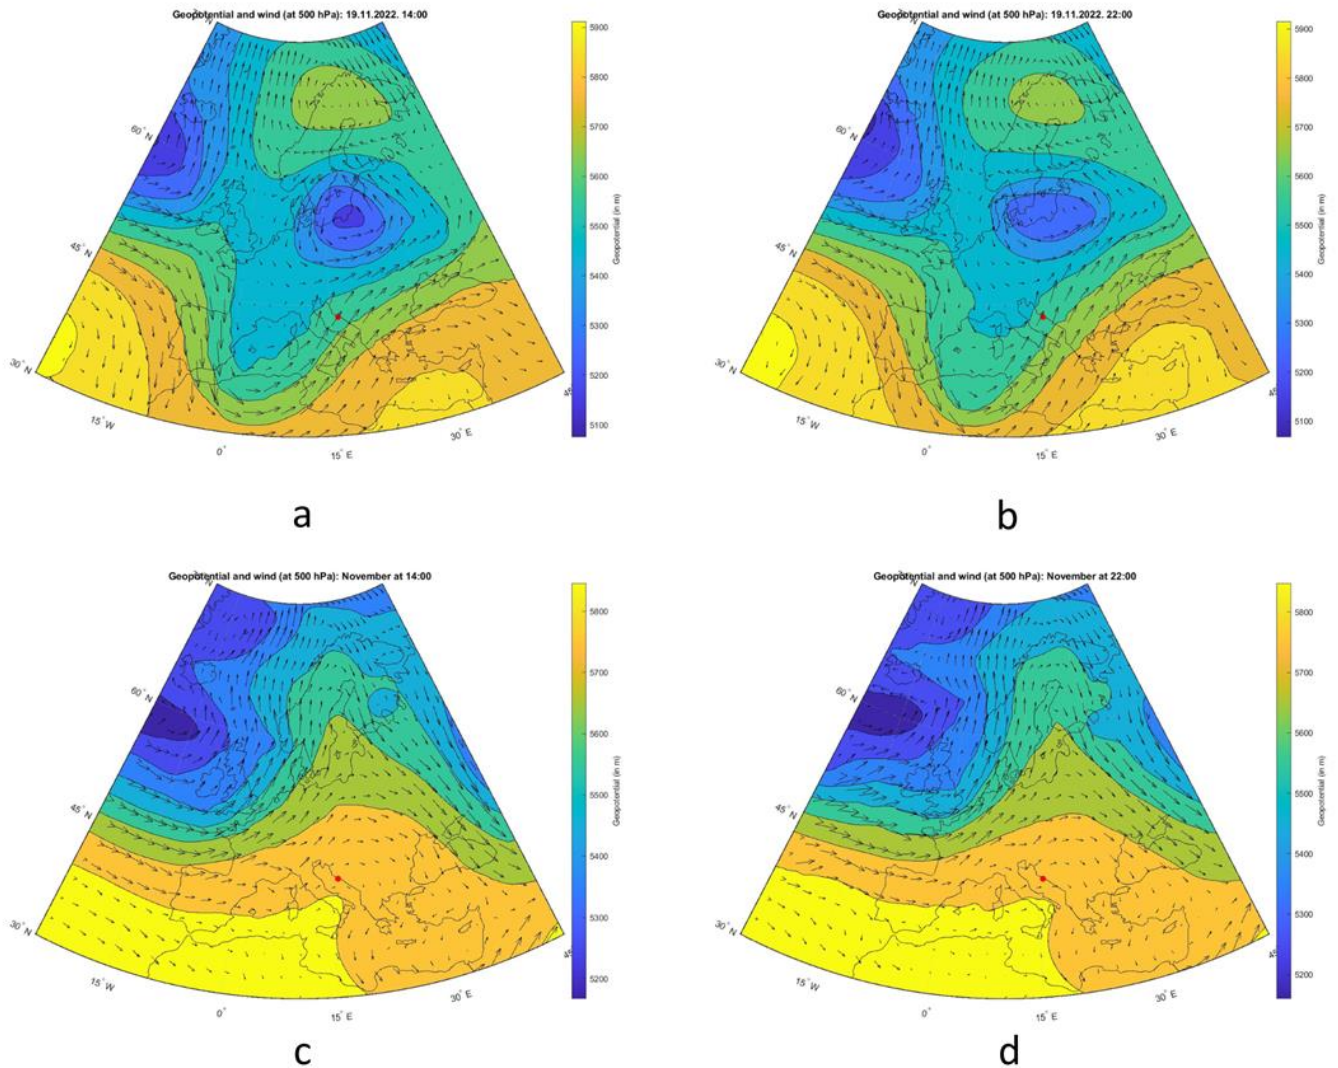 Geopotential and wind (at 500 hPa): 19.11.2022. 14:00
60° N
45° N
30° N
15° W
0°
15° E
30° E
5900
5800
5700
5600
5500
5400
5300
5200
5100
Geopotential (in m)
a
Geopotential and wind (at 500 hPa): 19.11.2022. 22:00
60° N
45° N
30° N
15° W
0°
15° E
30° E
5900
5800
5700
5600
5500
5400
5300
5200
5100
Geopotential (in m)
b
Geopotential and wind (at 500 hPa): November at 14:00
60° N
45° N
30° N
15° W
0°
15° E
30° E
5800
5700
5600
5500
5400
5300
5200
Geopotential (in m)
c
Geopotential and wind (at 500 hPa): November at 22:00
60° N
45° N
30° N
15° W
0°
15° E
30° E
5800
5700
5600
5500
5400
5300
5200
Geopotential (in m)
d